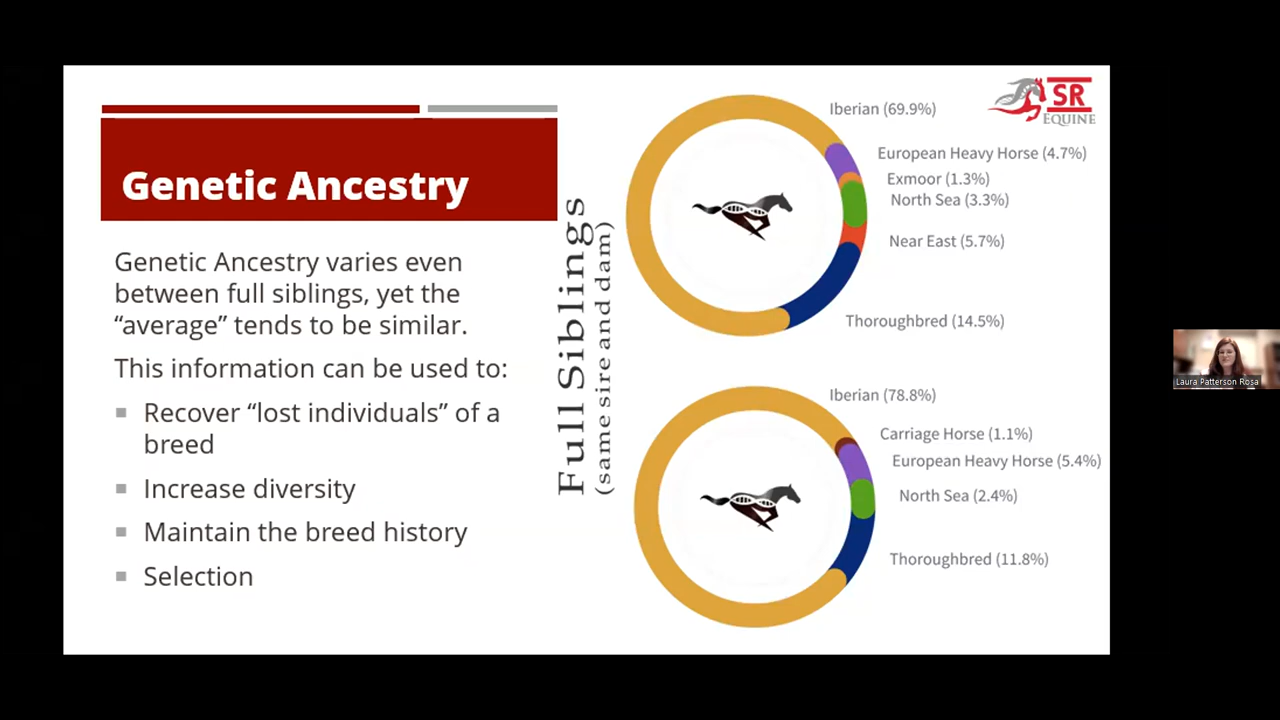 Genetic Ancestry
Genetic Ancestry varies even
between full siblings, yet the
“average” tends to be similar.
This information can be used to:
Recover “lost individuals” of a
breed
Increase diversity
Maintain the breed history
Selection
Full Siblings
(same sire and dam)
Iberian (69.9%)
European Heavy Horse (4.7%)
Exmoor (1.3%)
North Sea (3.3%)
Near East (5.7%)
Thoroughbred (14.5%)
Iberian (78.8%)
Carriage Horse (1.1%)
European Heavy Horse (5.4%)
North Sea (2.4%)
Thoroughbred (11.8%)
SR
EQUINE
Laura Patterson Rosa